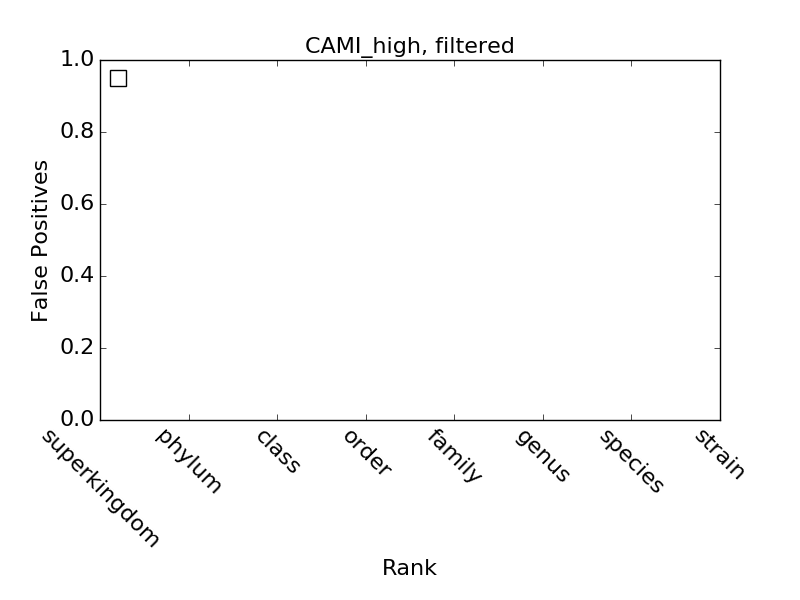 CAMI_high, filtered
1.0
0.8
0.6
0.4
0.2
0.0
False Positives
superkingdom
phylum
class
order
family
genus
species
strain
Rank